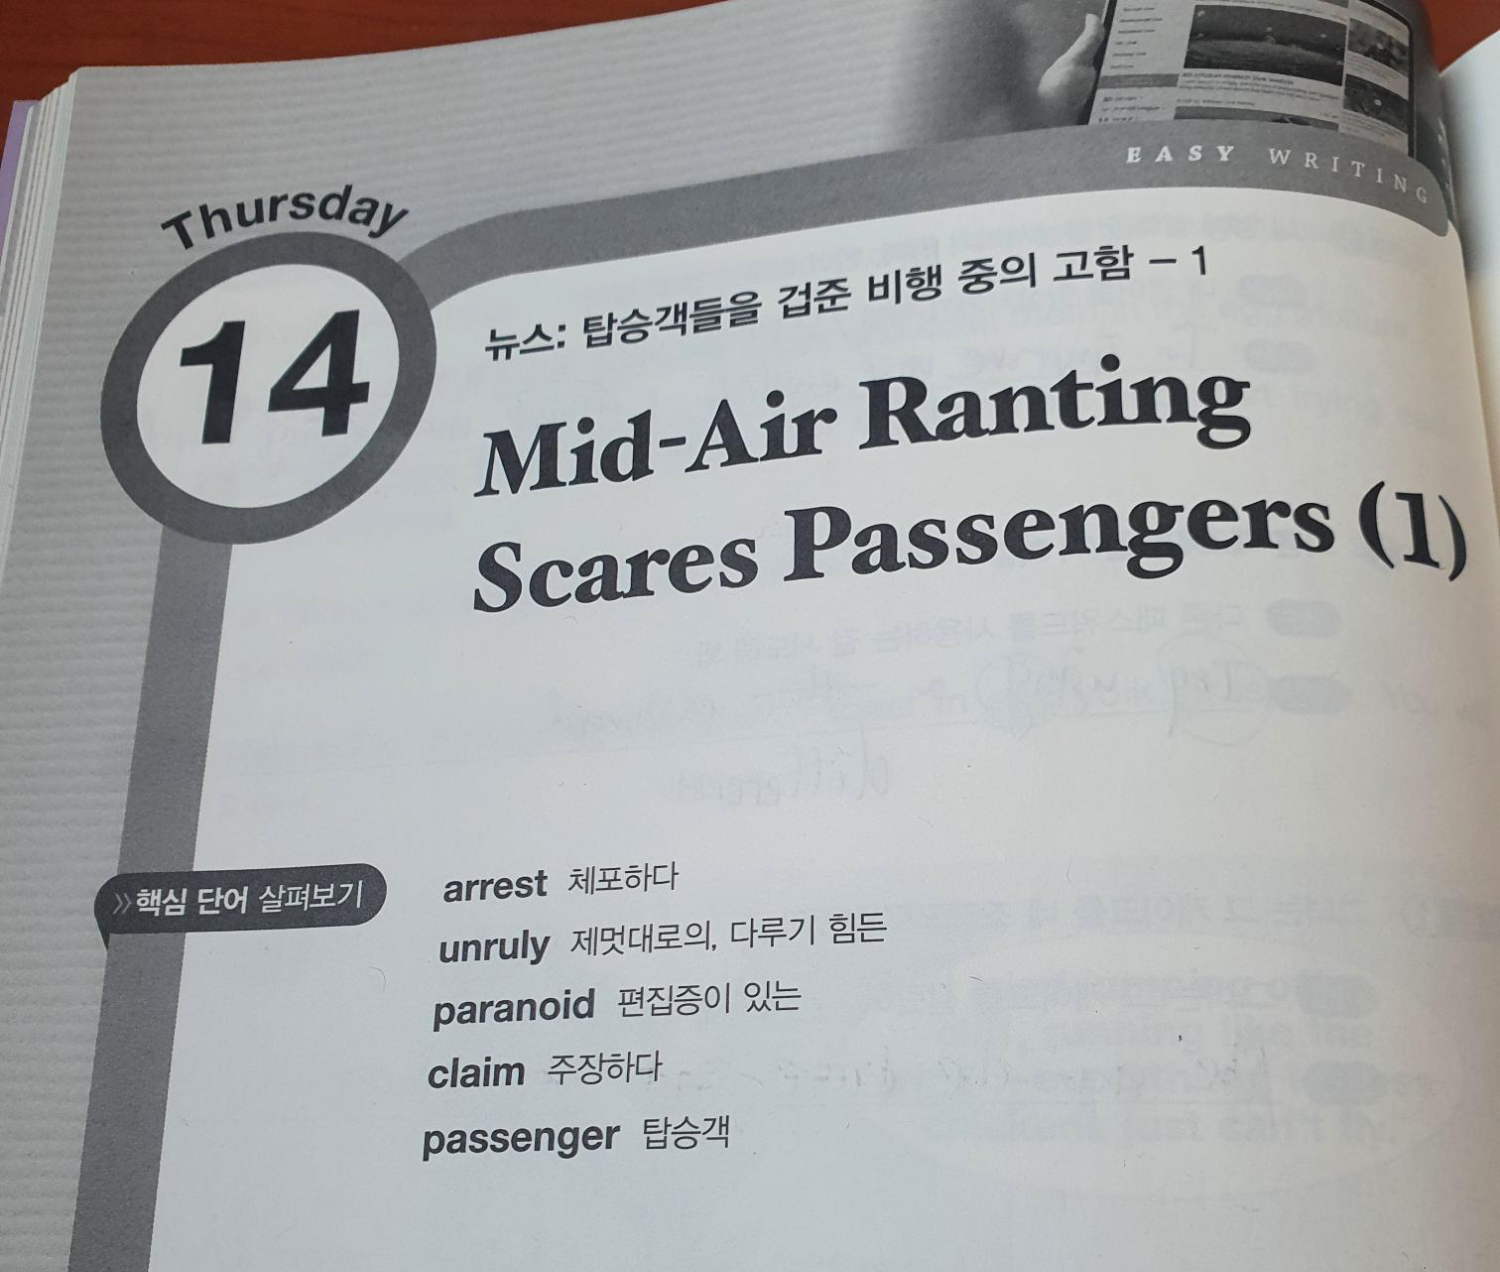 EASY WRITING
Thursday
14
뉴스: 탑승객들을 겁준 비행 중의 고함 – 1
Mid-Air Ranting
Scares Passengers (1)
»핵심 단어 살펴보기
arrest 체포하다
unruly 제멋대로의, 다루기 힘든
paranoid 편집증이 있는
claim 주장하다
passenger 탑승객